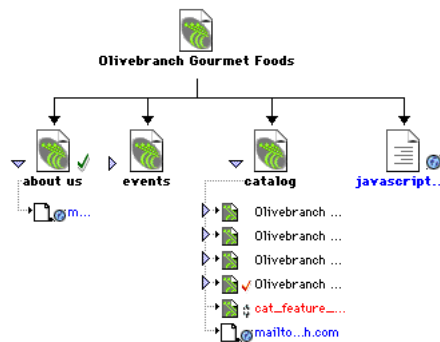 Olivebranch Gourmet Foods
about us
events
catalog
javascript...
m...
Olivebranch ...
Olivebranch ...
Olivebranch ...
Olivebranch ...
cat_feature_...
mailto...h.com